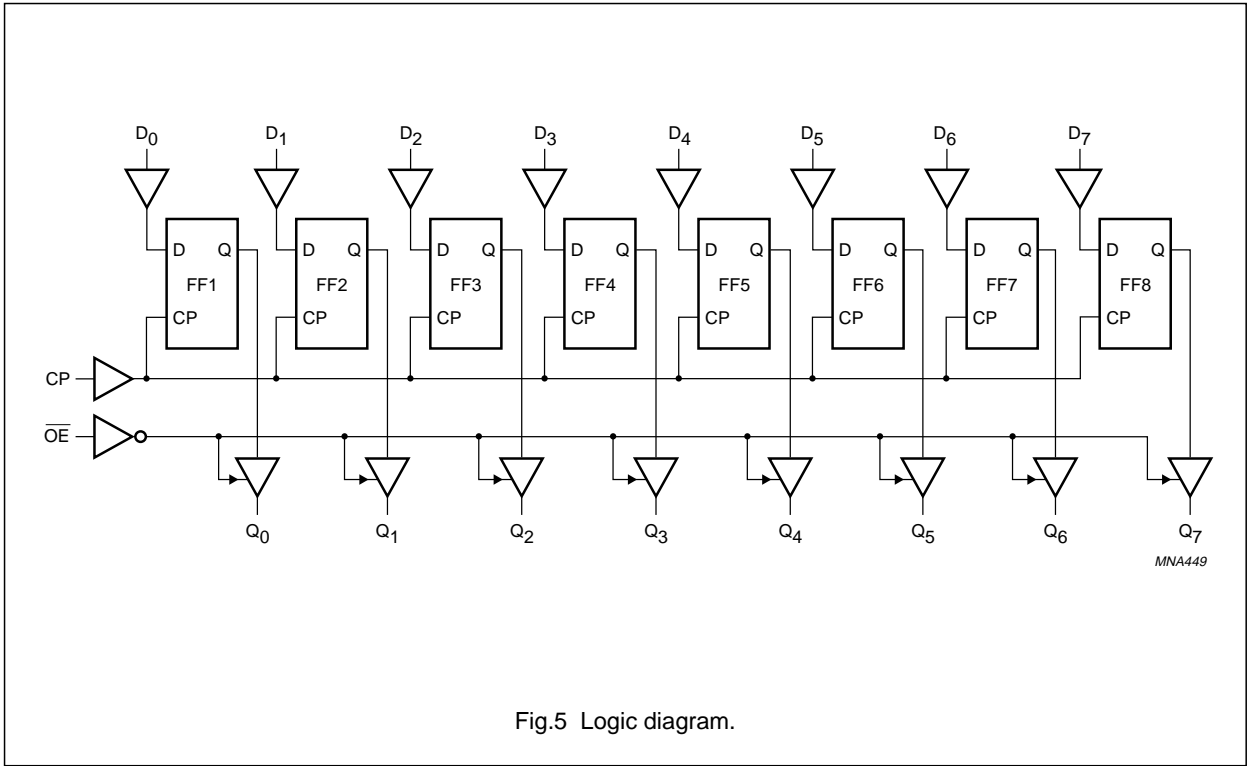 D0 D1 D2 D3 D4 D5 D6 D7
D Q D Q D Q D Q D Q D Q D Q D Q
FF1 FF2 FF3 FF4 FF5 FF6 FF7 FF8
CP CP CP CP CP CP CP CP
CP
OE
Q0 Q1 Q2 Q3 Q4 Q5 Q6 Q7
MNA449
Fig.5 Logic diagram.